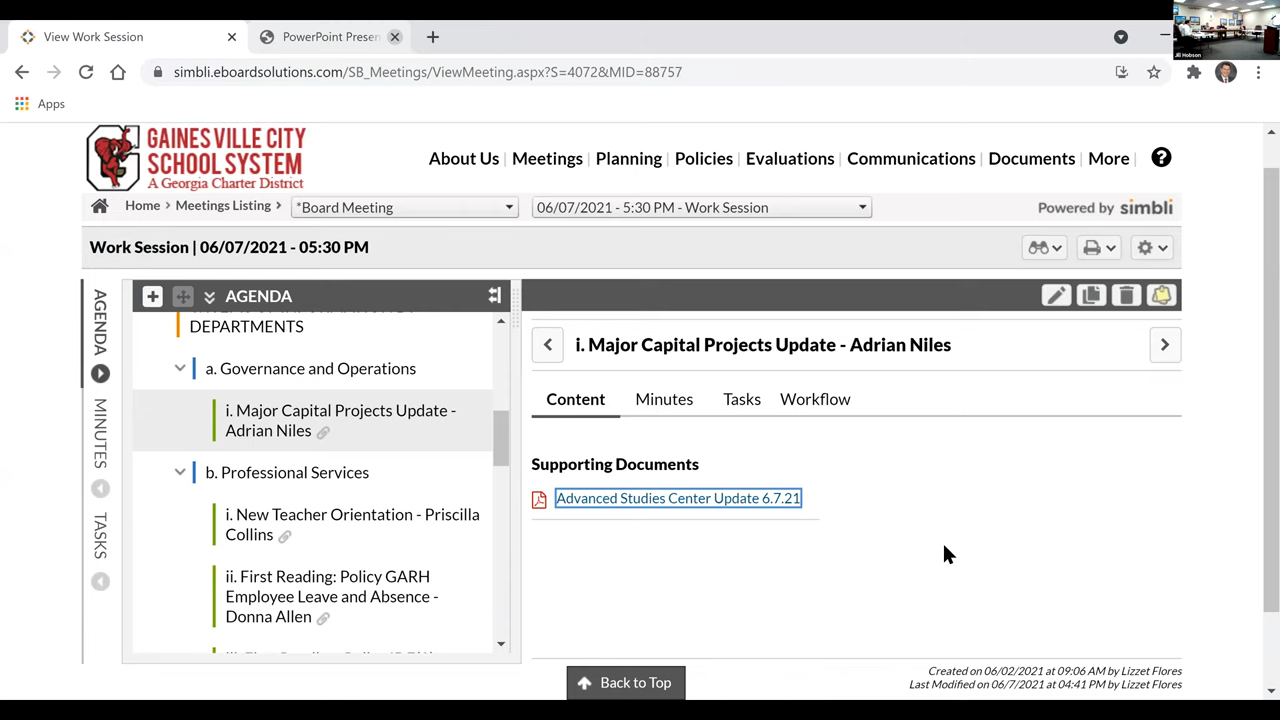 View Work Session
PowerPoint Presen
simbli.eboardsolutions.com/SB_Meetings/ViewMeeting.aspx?S=4072&MID=88757
Jill Hobson
Apps
GAINESVILLE CITY
SCHOOL SYSTEM
A Georgia Charter District
About Us
Meetings
Planning
Policies
Evaluations
Communications
Documents
More
Home
Meetings Listing
*Board Meeting
06/07/2021 - 5:30 PM - Work Session
Powered by simbli
Work Session | 06/07/2021 - 05:30 PM
AGENDA
MINUTES
TASKS
AGENDA
DEPARTMENTS
a. Governance and Operations
i. Major Capital Projects Update -
Adrian Niles
b. Professional Services
i. New Teacher Orientation - Priscilla
Collins
ii. First Reading: Policy GARH
Employee Leave and Absence -
Donna Allen
i. Major Capital Projects Update - Adrian Niles
Content
Minutes
Tasks
Workflow
Supporting Documents
Advanced Studies Center Update 6.7.21
Back to Top
Created on 06/02/2021 at 09:06 AM by Lizzet Flores
Last Modified on 06/7/2021 at 04:41 PM by Lizzet Flores